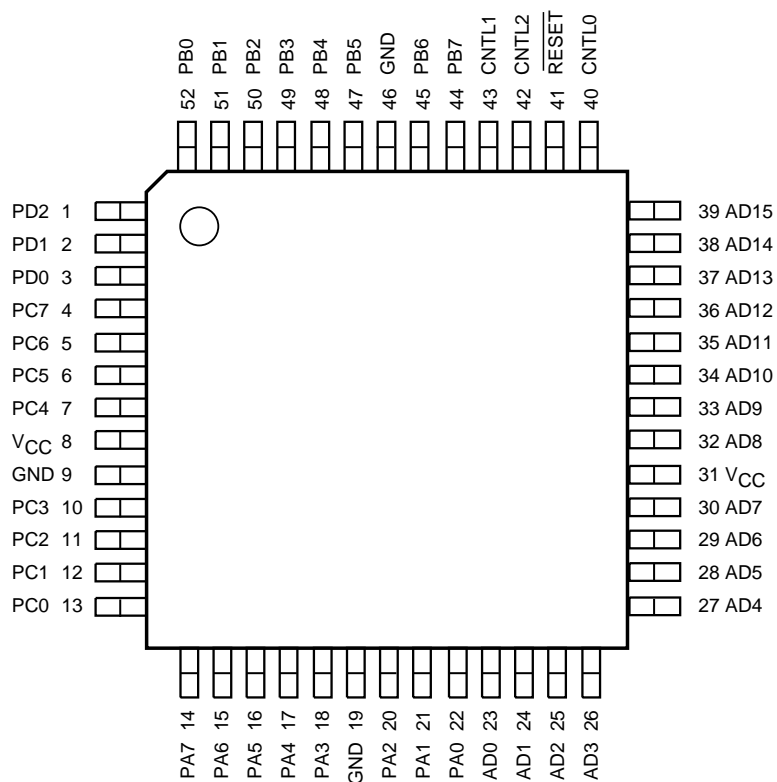 52 PB0
51 PB1
50 PB2
49 PB3
48 PB4
47 PB5
46 GND
45 PB6
44 PB7
43 CNTL1
42 CNTL2
41 RESET
40 CNTL0
PD2 1
PD1 2
PD0 3
PC7 4
PC6 5
PC5 6
PC4 7
VCC 8
GND 9
PC3 10
PC2 11
PC1 12
PC0 13
39 AD15
38 AD14
37 AD13
36 AD12
35 AD11
34 AD10
33 AD9
32 AD8
31 VCC
30 AD7
29 AD6
28 AD5
27 AD4
PA7 14
PA6 15
PA5 16
PA4 17
PA3 18
GND 19
PA2 20
PA1 21
PA0 22
AD0 23
AD1 24
AD2 25
AD3 26